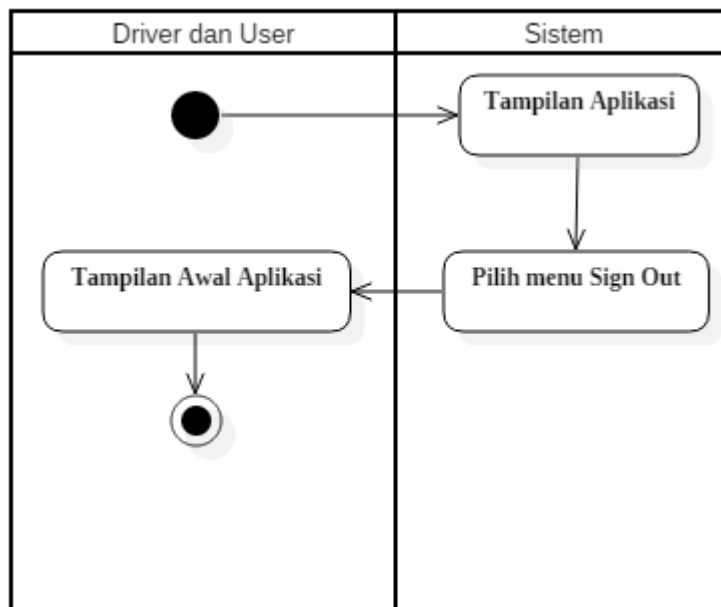 Driver dan User
Sistem
Tampilan Aplikasi
Tampilan Awal Aplikasi
Pilih menu Sign Out